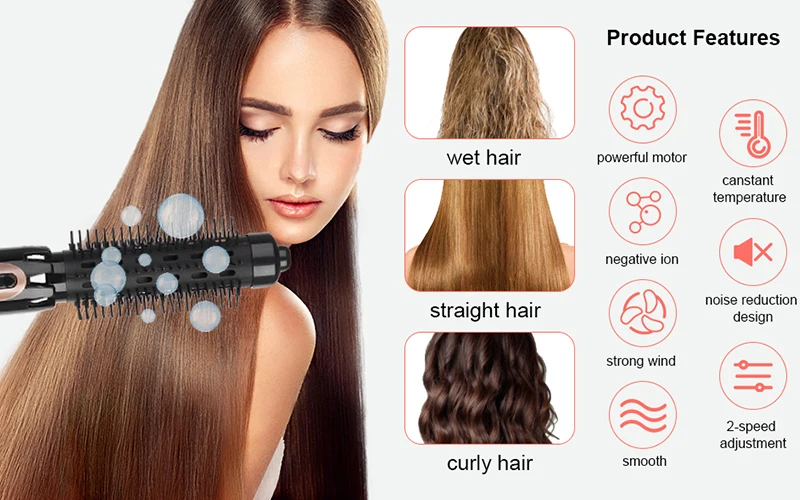 Product Features
wet hair
straight hair
curly hair
powerful motor
negative ion
strong wind
smooth
canstant
temperature
noise reduction
design
2-speed
adjustment